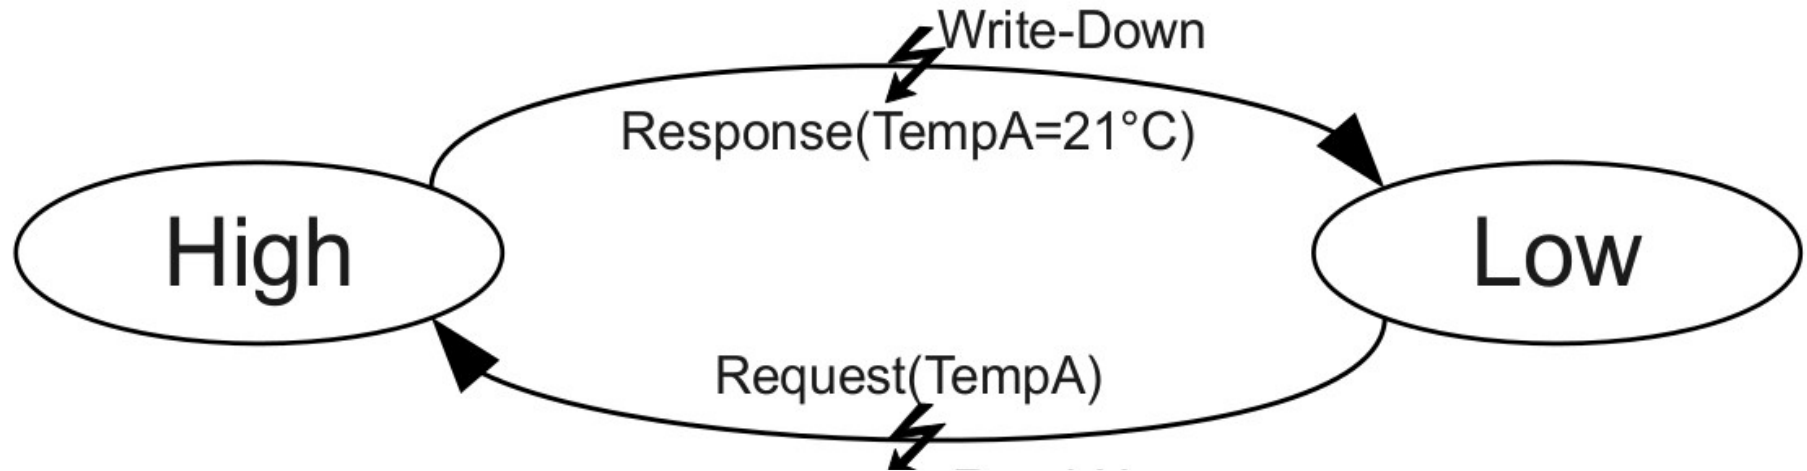 Write-Down
Response(TempA=21°C)
High
Low
Request(TempA)